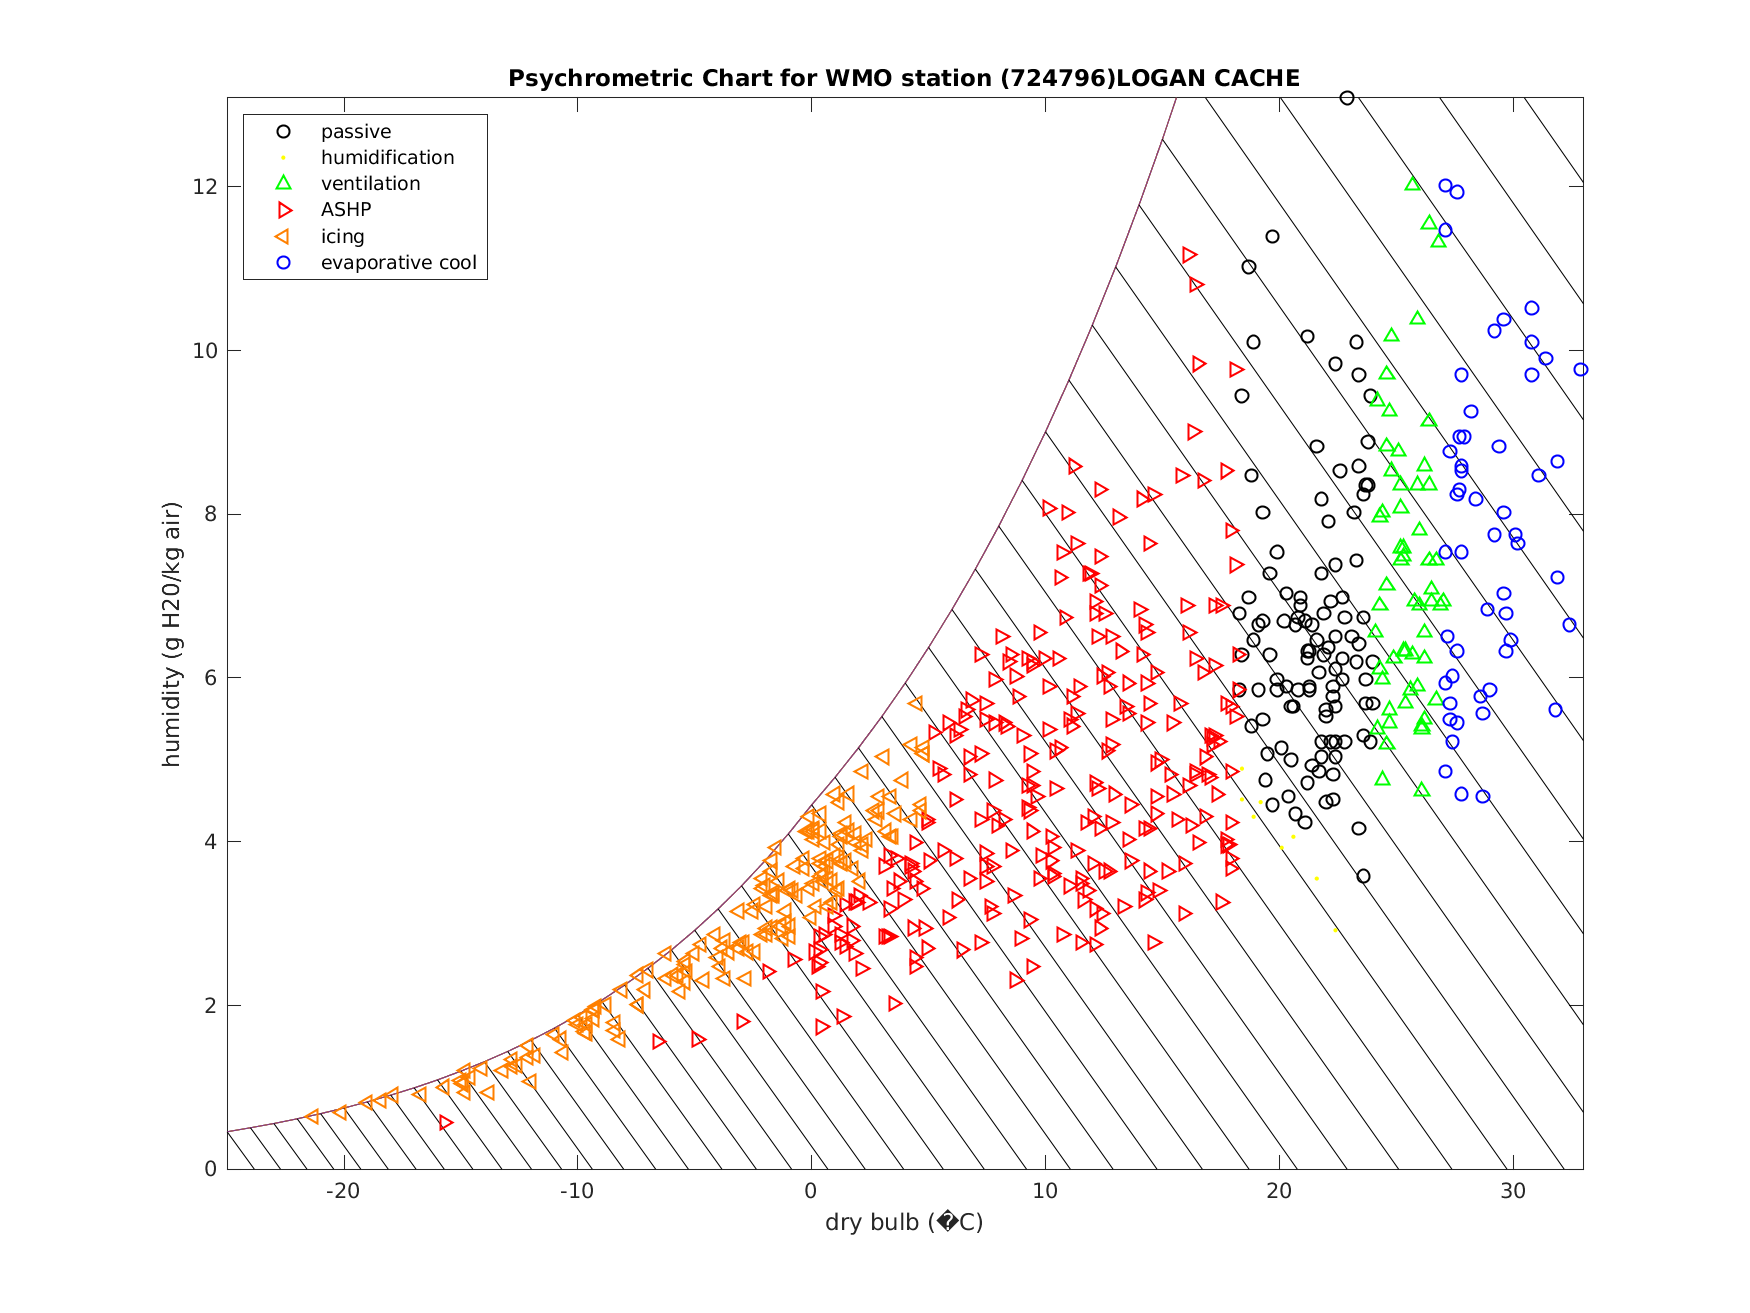 Psychrometric Chart for WMO station (724796)LOGAN CACHE
passive
humidification
ventilation
ASHP
icing
evaporative cool
humidity (g H20/kg air)
12
10
8
6
4
2
0
-20 -10 0 10 20 30
dry bulb (�C)